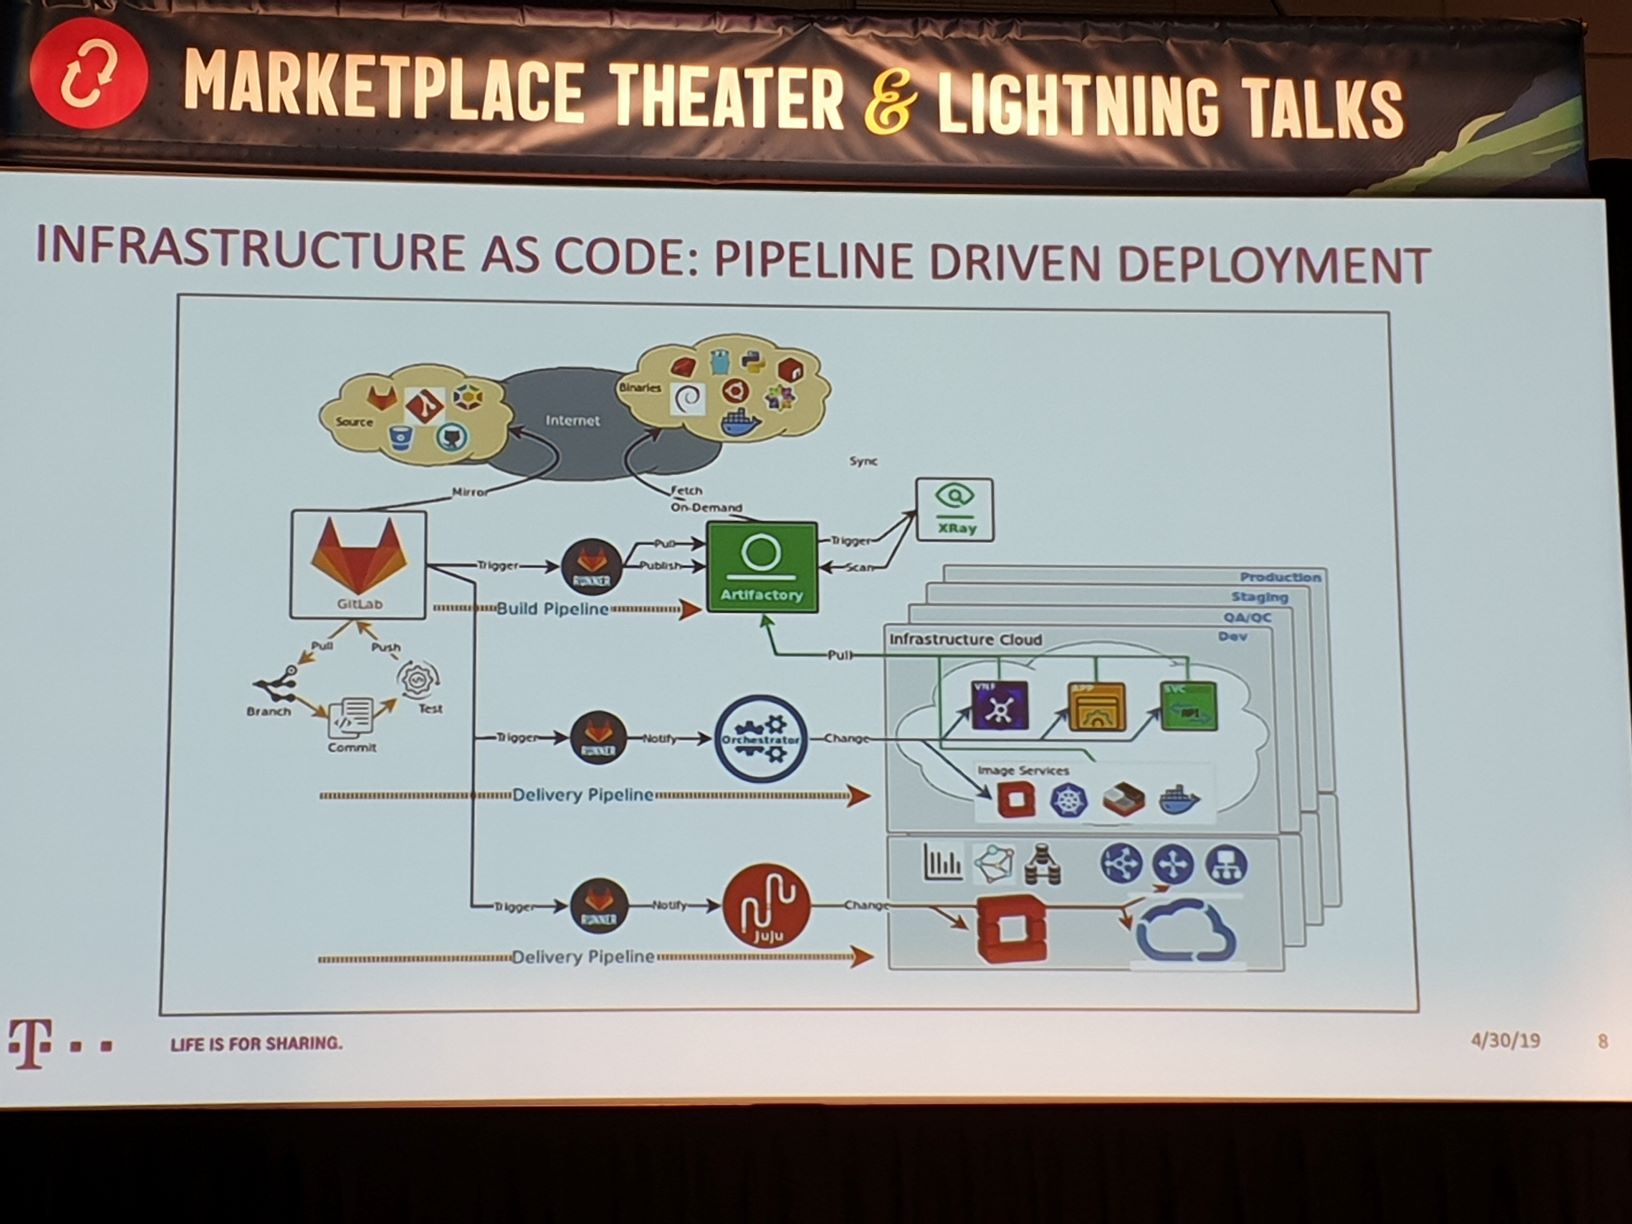 MARKETPLACE THEATER & LIGHTNING TALKS
INFRASTRUCTURE AS CODE: PIPELINE DRIVEN DEPLOYMENT
Source
Internet
Binaries
Mirror
Fetch
On-Demand
Sync
XRay
GitLab
Trigger
RUNNER
Pull
Publish
Artifactory
Trigger
Scan
Build Pipeline
Pull
Push
Branch
Commit
Test
Production
Staging
QA/QC
Dev
Infrastructure Cloud
Pull
VNF
APP
SVC
API
Trigger
RUNNER
Notify
Orchestrator
Change
Image Services
Delivery Pipeline
Trigger
RUNNER
Notify
JuJu
Change
Delivery Pipeline
T
LIFE IS FOR SHARING.
4/30/19
8